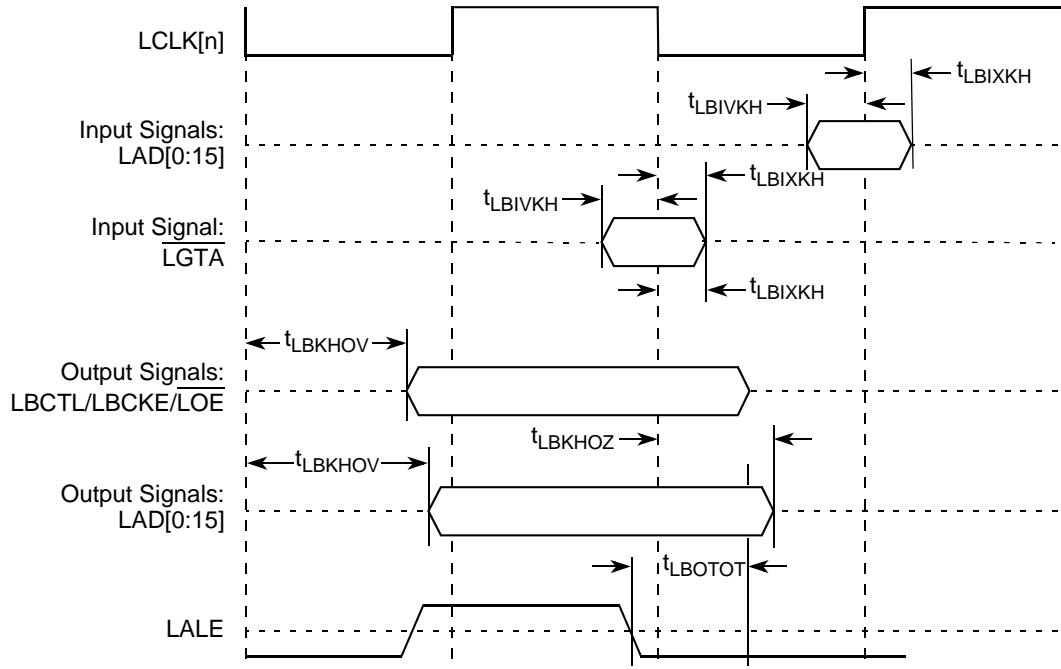 LCLK[n]
tLBIXKH
tLBIVKH
Input Signals:
LAD[0:15]
tLBIXKH
tLBIVKH
Input Signal:
LGTA
tLBIXKH
tLBKHOV
Output Signals:
LBCTL/LBCKE/LOE
tLBKHOZ
tLBKHOV
Output Signals:
LAD[0:15]
tLBOTOT
LALE